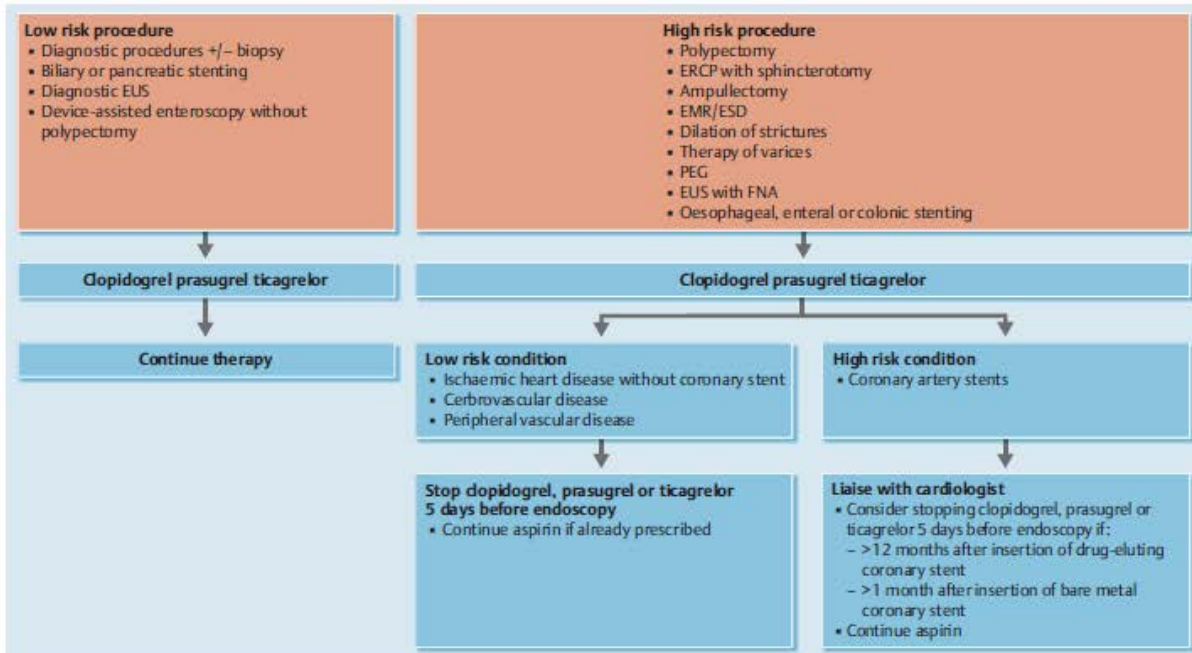 Low risk procedure
• Diagnostic procedures +/− biopsy
• Biliary or pancreatic stenting
• Diagnostic EUS
• Device-assisted enteroscopy without
polypectomy
High risk procedure
• Polypectomy
• ERCP with sphincterotomy
• Ampullectomy
• EMR/ESD
• Dilation of strictures
• Therapy of varices
• PEG
• EUS with FNA
• Oesophageal, enteral or colonic stenting
Clopidogrel prasugrel ticagrelor
Clopidogrel prasugrel ticagrelor
Continue therapy
Low risk condition
• Ischaemic heart disease without coronary stent
• Cerbrovascular disease
• Peripheral vascular disease
High risk condition
• Coronary artery stents
Stop clopidogrel, prasugrel or ticagrelor
5 days before endoscopy
• Continue aspirin if already prescribed
Liaise with cardiologist
• Consider stopping clopidogrel, prasugrel or
ticagrelor 5 days before endoscopy if:
– >12 months after insertion of drug-eluting
coronary stent
– >1 month after insertion of bare metal
coronary stent
• Continue aspirin